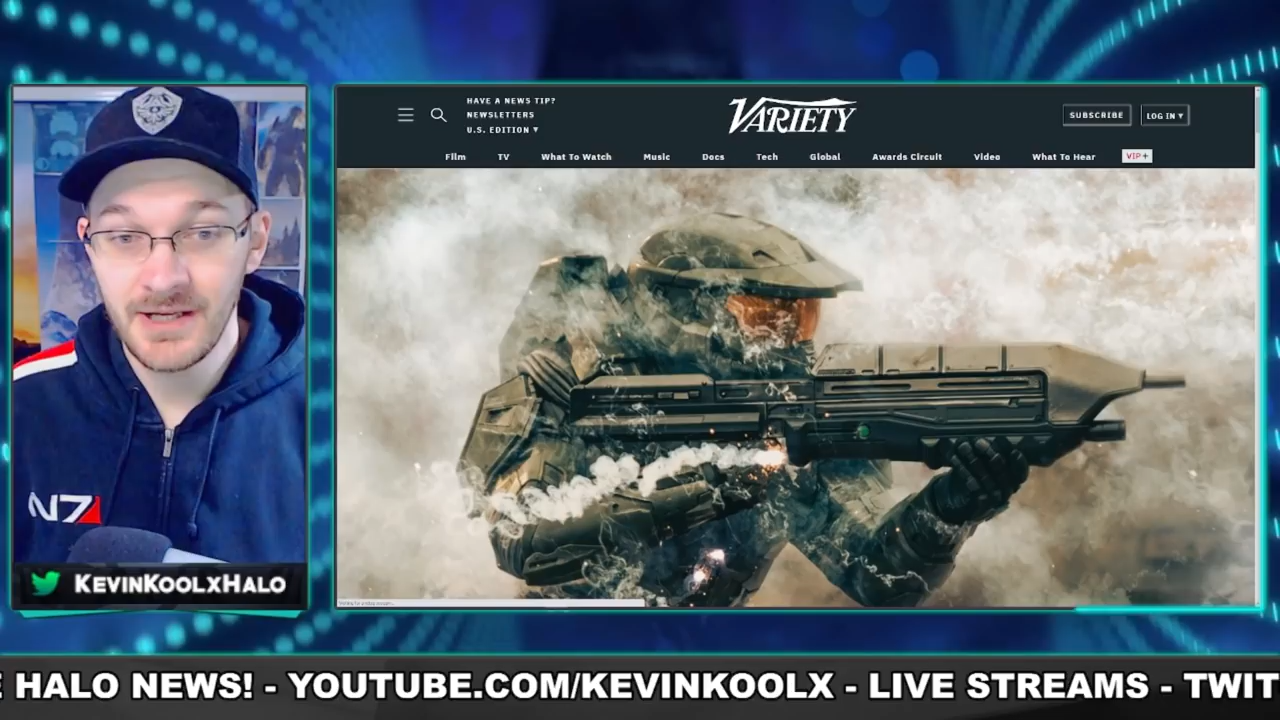 HAVE A NEWS TIP?
NEWSLETTERS
U.S. EDITION
VARIETY
SUBSCRIBE
LOG IN
Film TV What To Watch Music Docs Tech Global Awards Circuit Video What To Hear VIP+
N7
KEVINKOOLXHALO
E HALO NEWS! - YOUTUBE.COM/KEVINKOOLX - LIVE STREAMS - TWIT